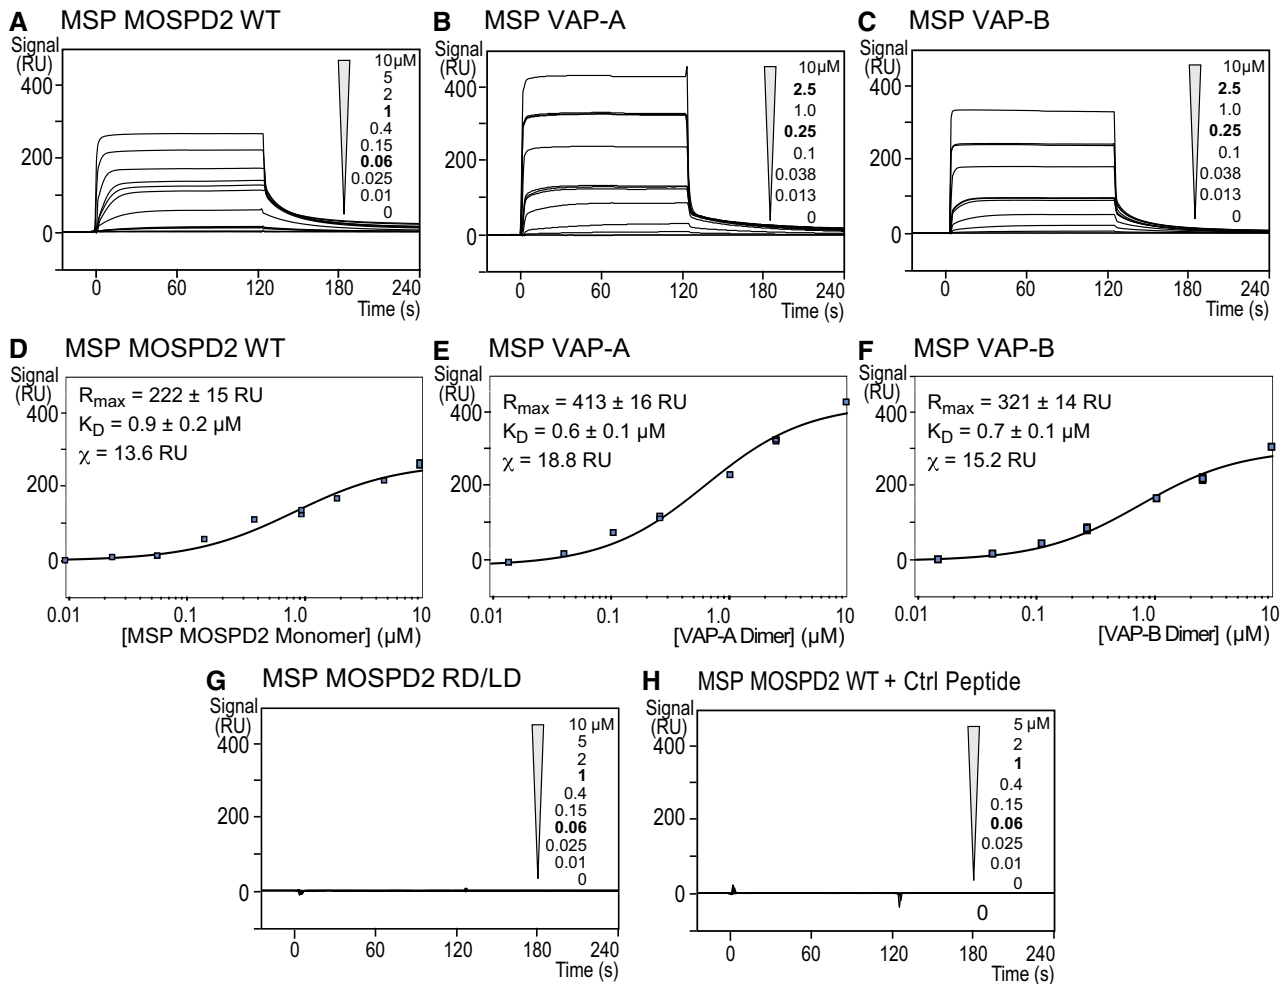 A MSP MOSPD2 WT
Signal
(RU)
400
200
0
10µM
5
2
1
0.4
0.15
0.06
0.025
0.01
0
0 60 120 180 240
Time (s)
B MSP VAP-A
Signal
(RU)
400
200
0
10µM
2.5
1.0
0.25
0.1
0.038
0.013
0
0 60 120 180 240
Time (s)
C MSP VAP-B
Signal
(RU)
400
200
0
10µM
2.5
1.0
0.25
0.1
0.038
0.013
0
0 60 120 180 240
Time (s)
D MSP MOSPD2 WT
Signal
(RU)
400
200
0
Rmax = 222 ± 15 RU
KD = 0.9 ± 0.2 µM
χ = 13.6 RU
0.01 0.1 1.0 10
[MSP MOSPD2 Monomer] (µM)
E MSP VAP-A
Signal
(RU)
400
200
0
Rmax = 413 ± 16 RU
KD = 0.6 ± 0.1 µM
χ = 18.8 RU
0.01 0.1 1.0 10
[VAP-A Dimer] (µM)
F MSP VAP-B
Signal
(RU)
400
200
0
Rmax = 321 ± 14 RU
KD = 0.7 ± 0.1 µM
χ = 15.2 RU
0.01 0.1 1.0 10
[VAP-B Dimer] (µM)
G MSP MOSPD2 RD/LD
Signal
(RU)
400
200
0
10 µM
5
2
1
0.4
0.15
0.06
0.025
0.01
0
0 60 120 180 240
Time (s)
H MSP MOSPD2 WT + Ctrl Peptide
Signal
(RU)
400
200
0
5 µM
2
1
0.4
0.15
0.06
0.025
0.01
0
0
0 60 120 180 240
Time (s)